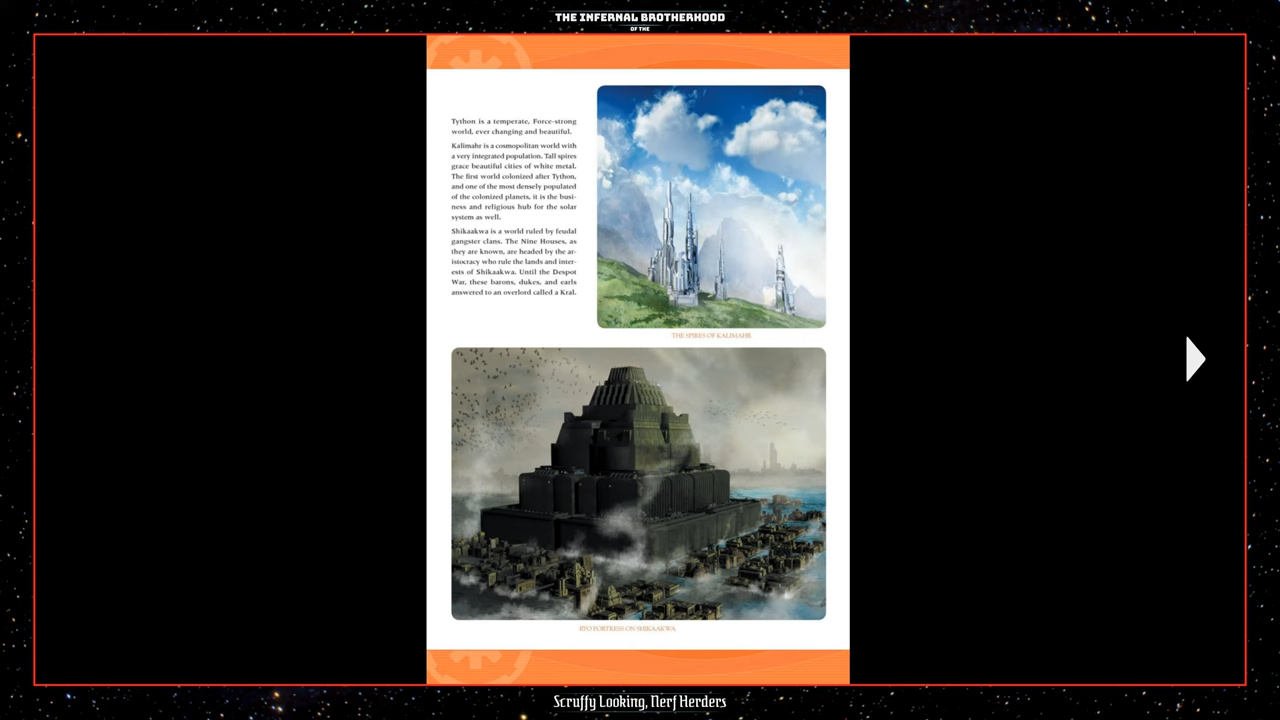 THE INFERNAL BROTHERHOOD
OF THE
Tython is a temperate, Force-strong
world, ever changing and beautiful.
Kalimahr is a cosmopolitan world with
a very integrated population. Tall spires
grace beautiful cities of white metal.
The first world colonized after Tython,
and one of the most densely populated
of the colonized planets, it is the busi-
ness and religious hub for the solar
system as well.
Shikaakwa is a world ruled by feudal
gangster clans. The Nine Houses, as
they are known, are headed by the ar-
istocracy who rule the lands and inter-
ests of Shikaakwa. Until the Despot
War, these barons, dukes, and earls
answered to an overlord called a Kral.
THE SPIRES OF KALIMAHR
RYO FORTRESS ON SHIKAAKWA
Scruffy Looking, Nerf Herders